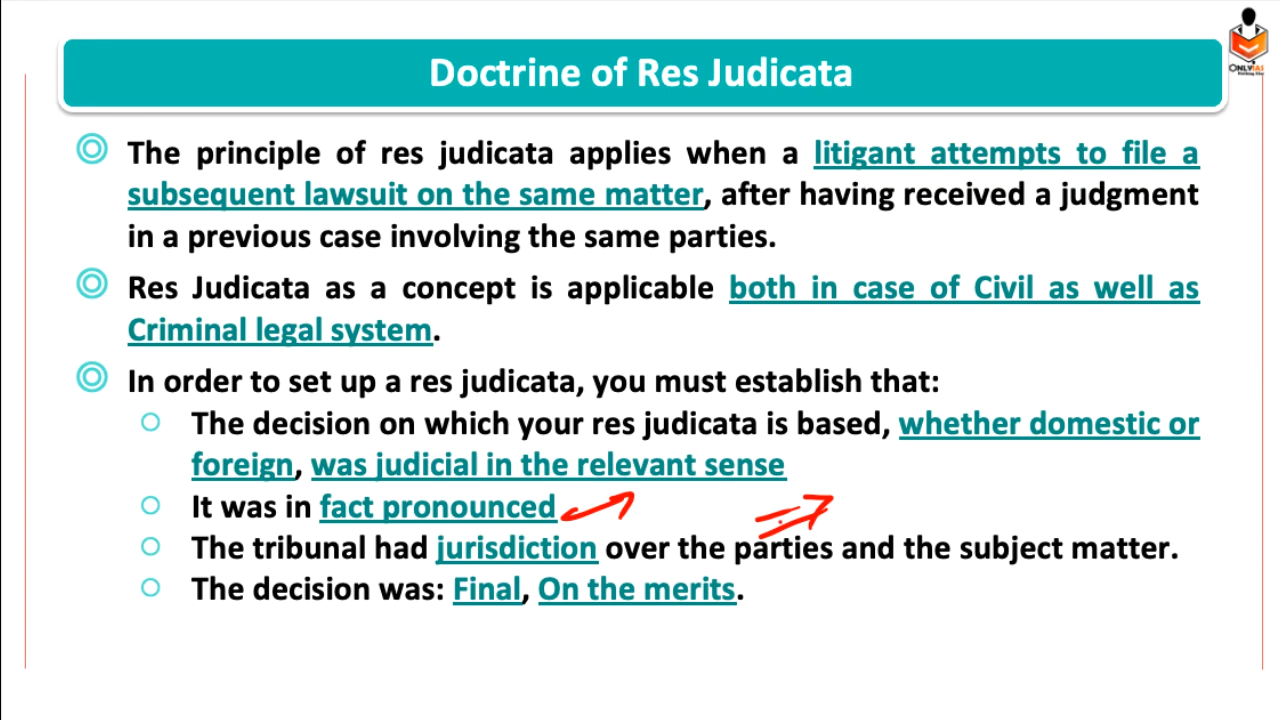 Doctrine of Res Judicata
ONLYIAS
The principle of res judicata applies when a litigant attempts to file a
subsequent lawsuit on the same matter, after having received a judgment
in a previous case involving the same parties.
Res Judicata as a concept is applicable both in case of Civil as well as
Criminal legal system.
In order to set up a res judicata, you must establish that:
The decision on which your res judicata is based, whether domestic or
foreign, was judicial in the relevant sense
It was in fact pronounced
The tribunal had jurisdiction over the parties and the subject matter.
The decision was: Final, On the merits.